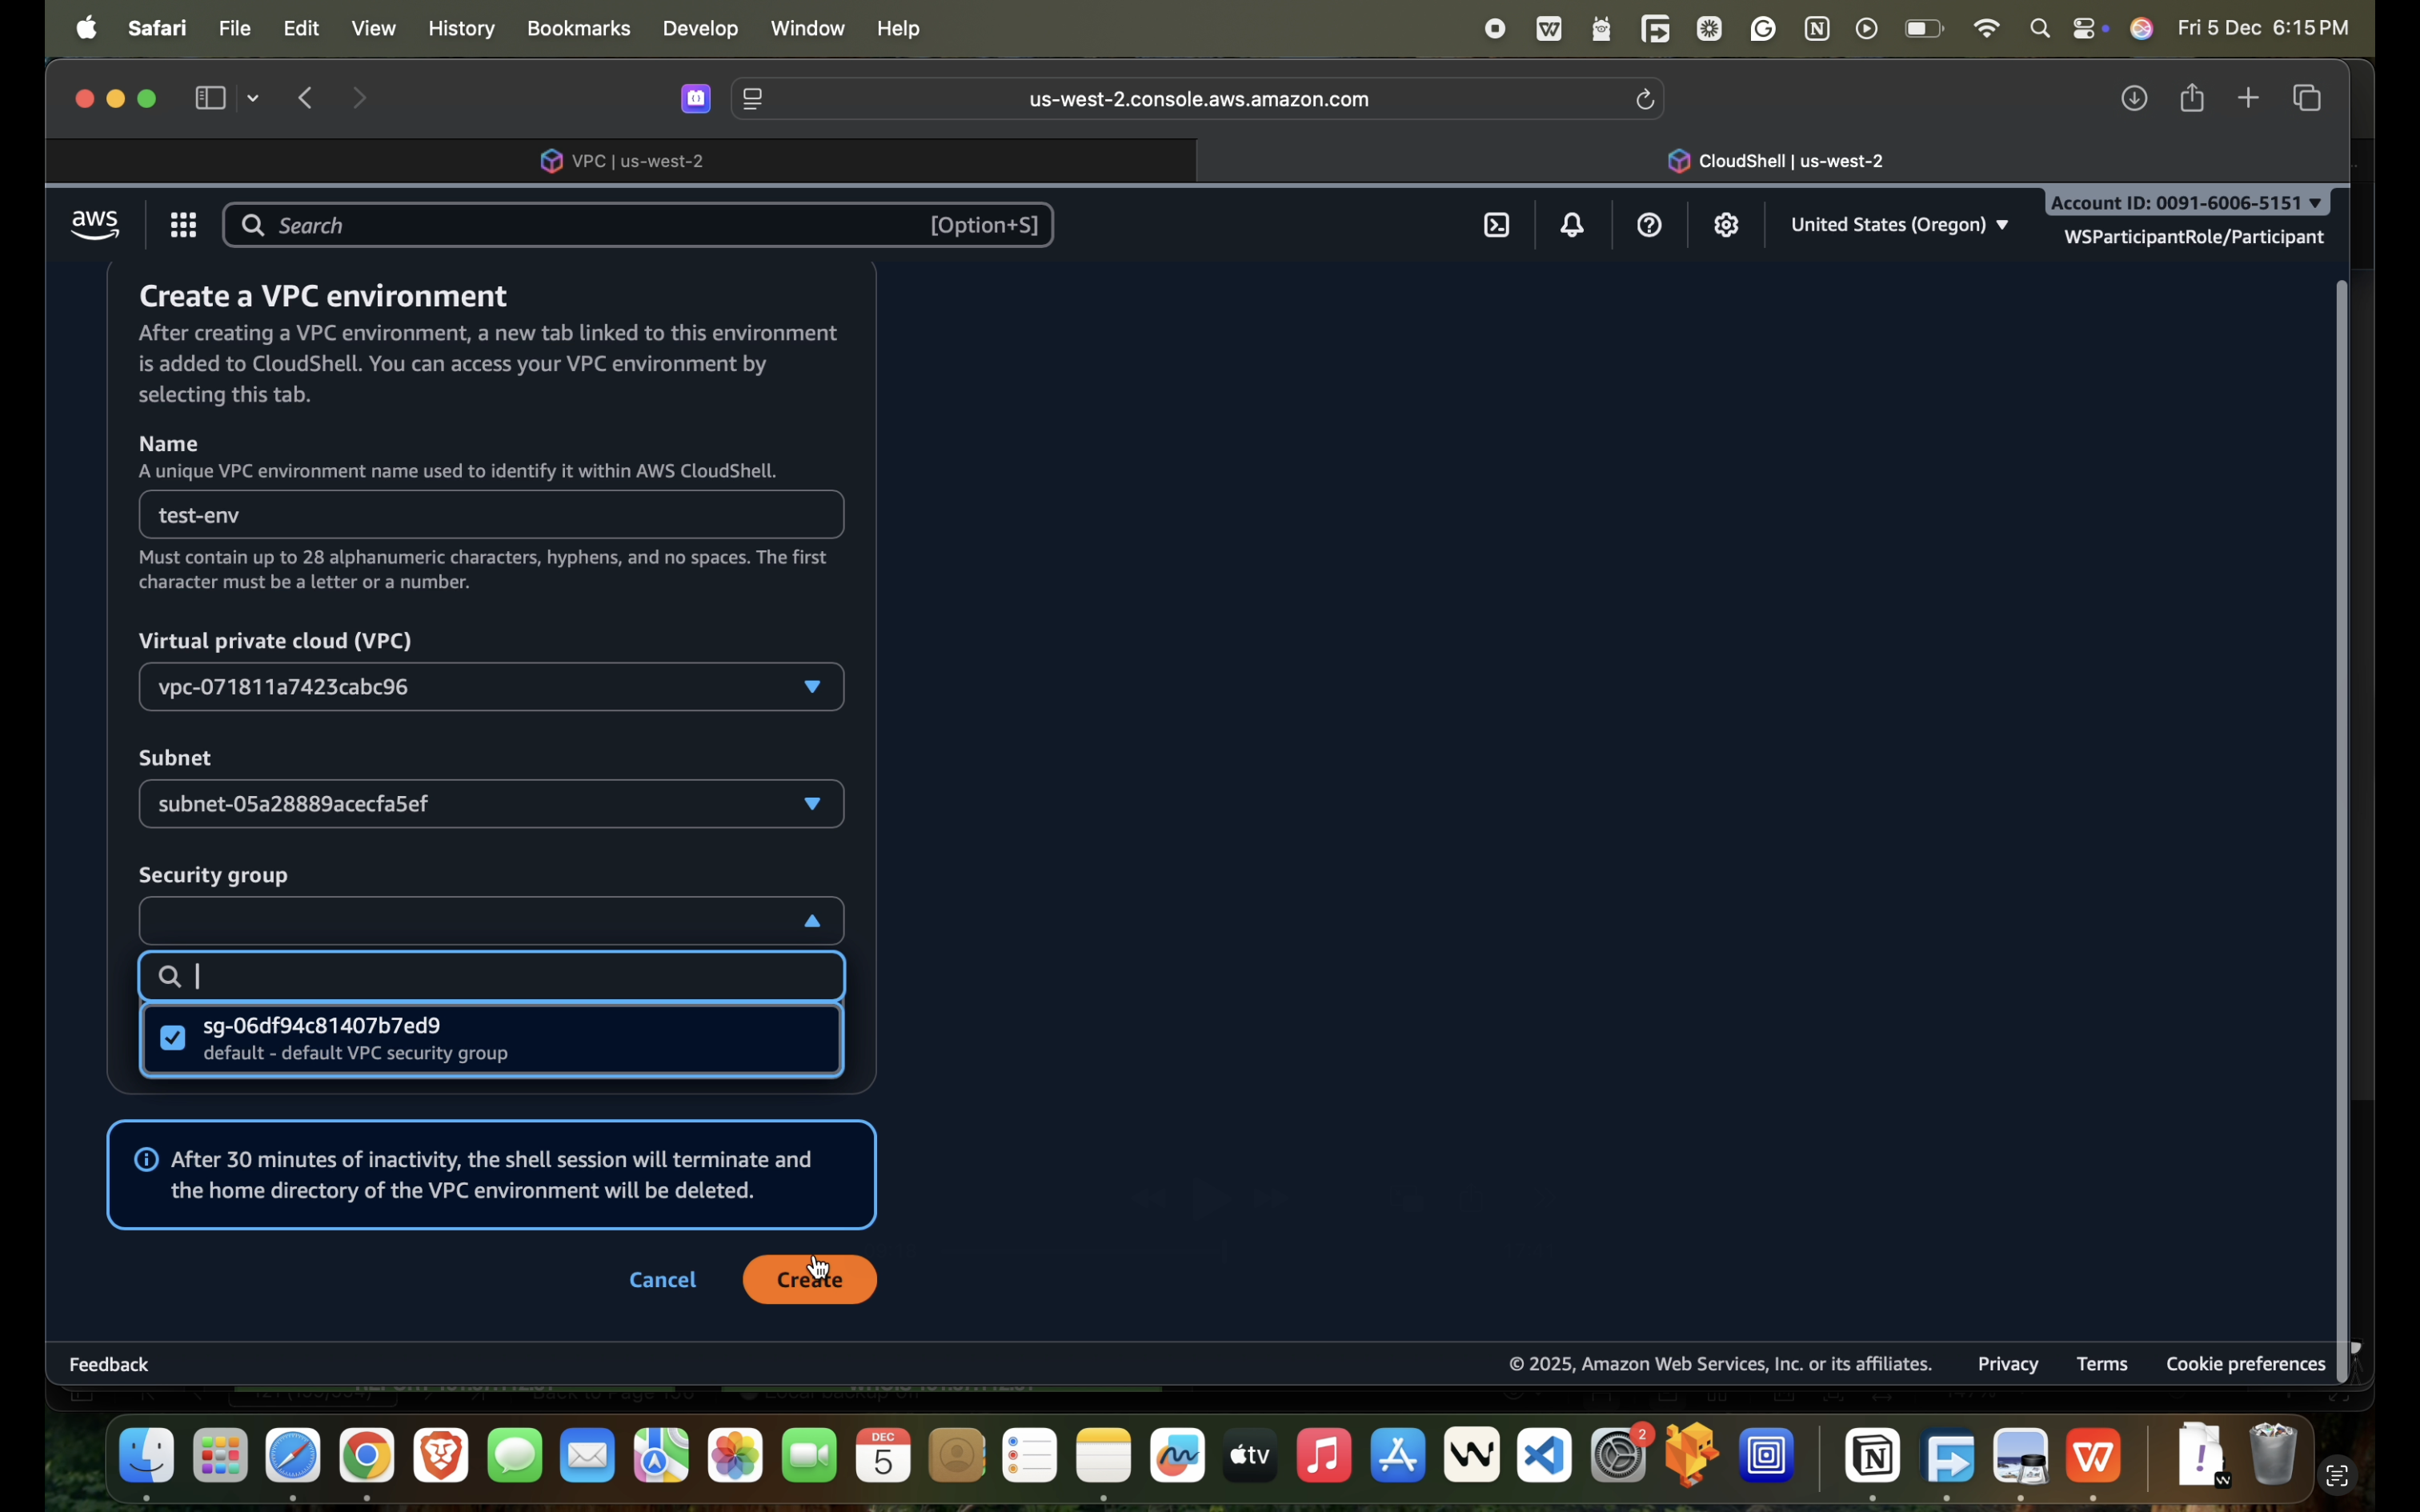 Safari File Edit View History Bookmarks Develop Window Help Fri 5 Dec 6:15 PM
us-west-2.console.aws.amazon.com
VPC | us-west-2 CloudShell | us-west-2
aws Search [Option+S] United States (Oregon) Account ID: 0091-6006-5151
WSParticipantRole/Participant
Create a VPC environment
After creating a VPC environment, a new tab linked to this environment
is added to CloudShell. You can access your VPC environment by
selecting this tab.
Name
A unique VPC environment name used to identify it within AWS CloudShell.
test-env
Must contain up to 28 alphanumeric characters, hyphens, and no spaces. The first
character must be a letter or a number.
Virtual private cloud (VPC)
vpc-071811a7423cabc96
Subnet
subnet-05a28889acecfa5ef
Security group
sg-06df94c81407b7ed9
default - default VPC security group
After 30 minutes of inactivity, the shell session will terminate and
the home directory of the VPC environment will be deleted.
Cancel Create
Feedback © 2025, Amazon Web Services, Inc. or its affiliates. Privacy Terms Cookie preferences
DEC
5
tv
2